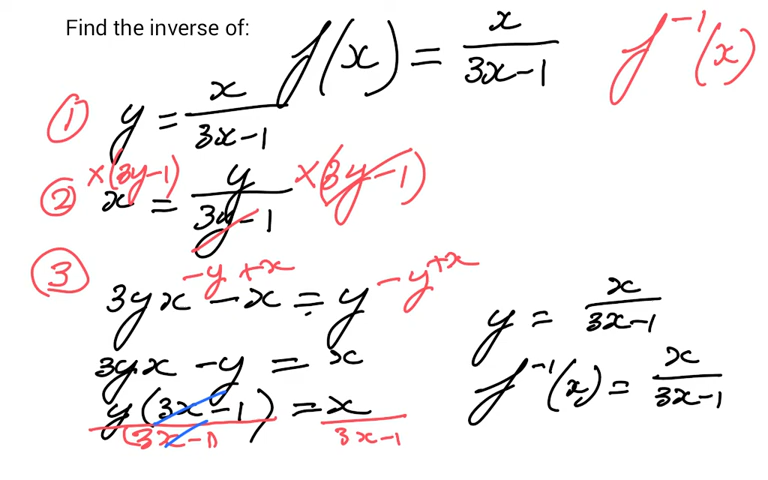 Find the inverse of: f(x) = x/(3x-1) f⁻¹(x)
① y = x/(3x-1)
② x = y/(3y-1) ×(3y-1) ×(3y-1)
③ 3yx - x = y -y +x -y +x
3yx - y = x
y(3x-1) = x
(3x-1) 3x-1
y = x/(3x-1)
f⁻¹(x) = x/(3x-1)